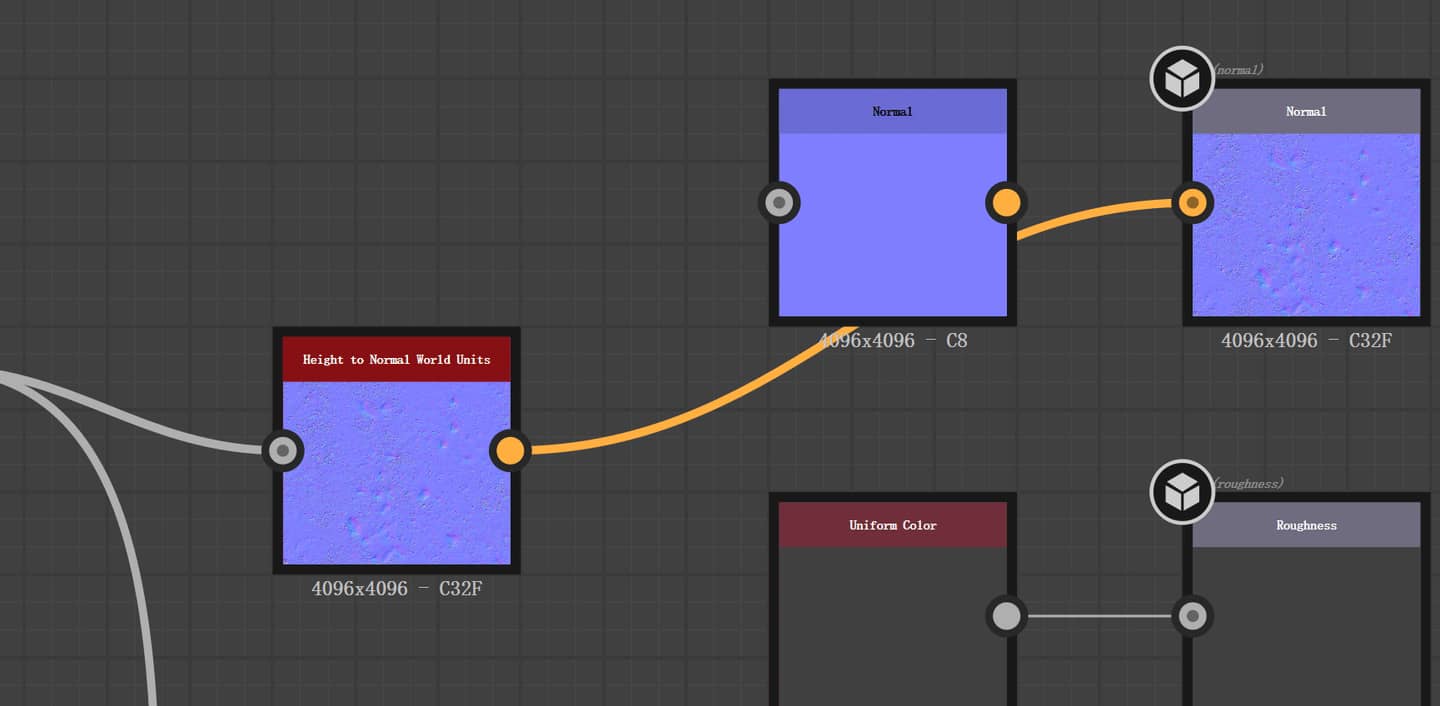 (normal)
Normal
Normal
4096x4096 – C8
4096x4096 – C32F
Height to Normal World Units
4096x4096 – C32F
(roughness)
Uniform Color
Roughness